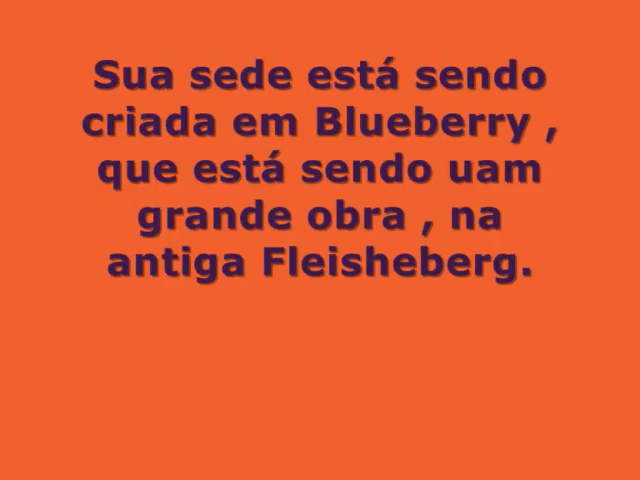 Sua sede está sendo
criada em Blueberry ,
que está sendo uam
grande obra , na
antiga Fleisheberg.